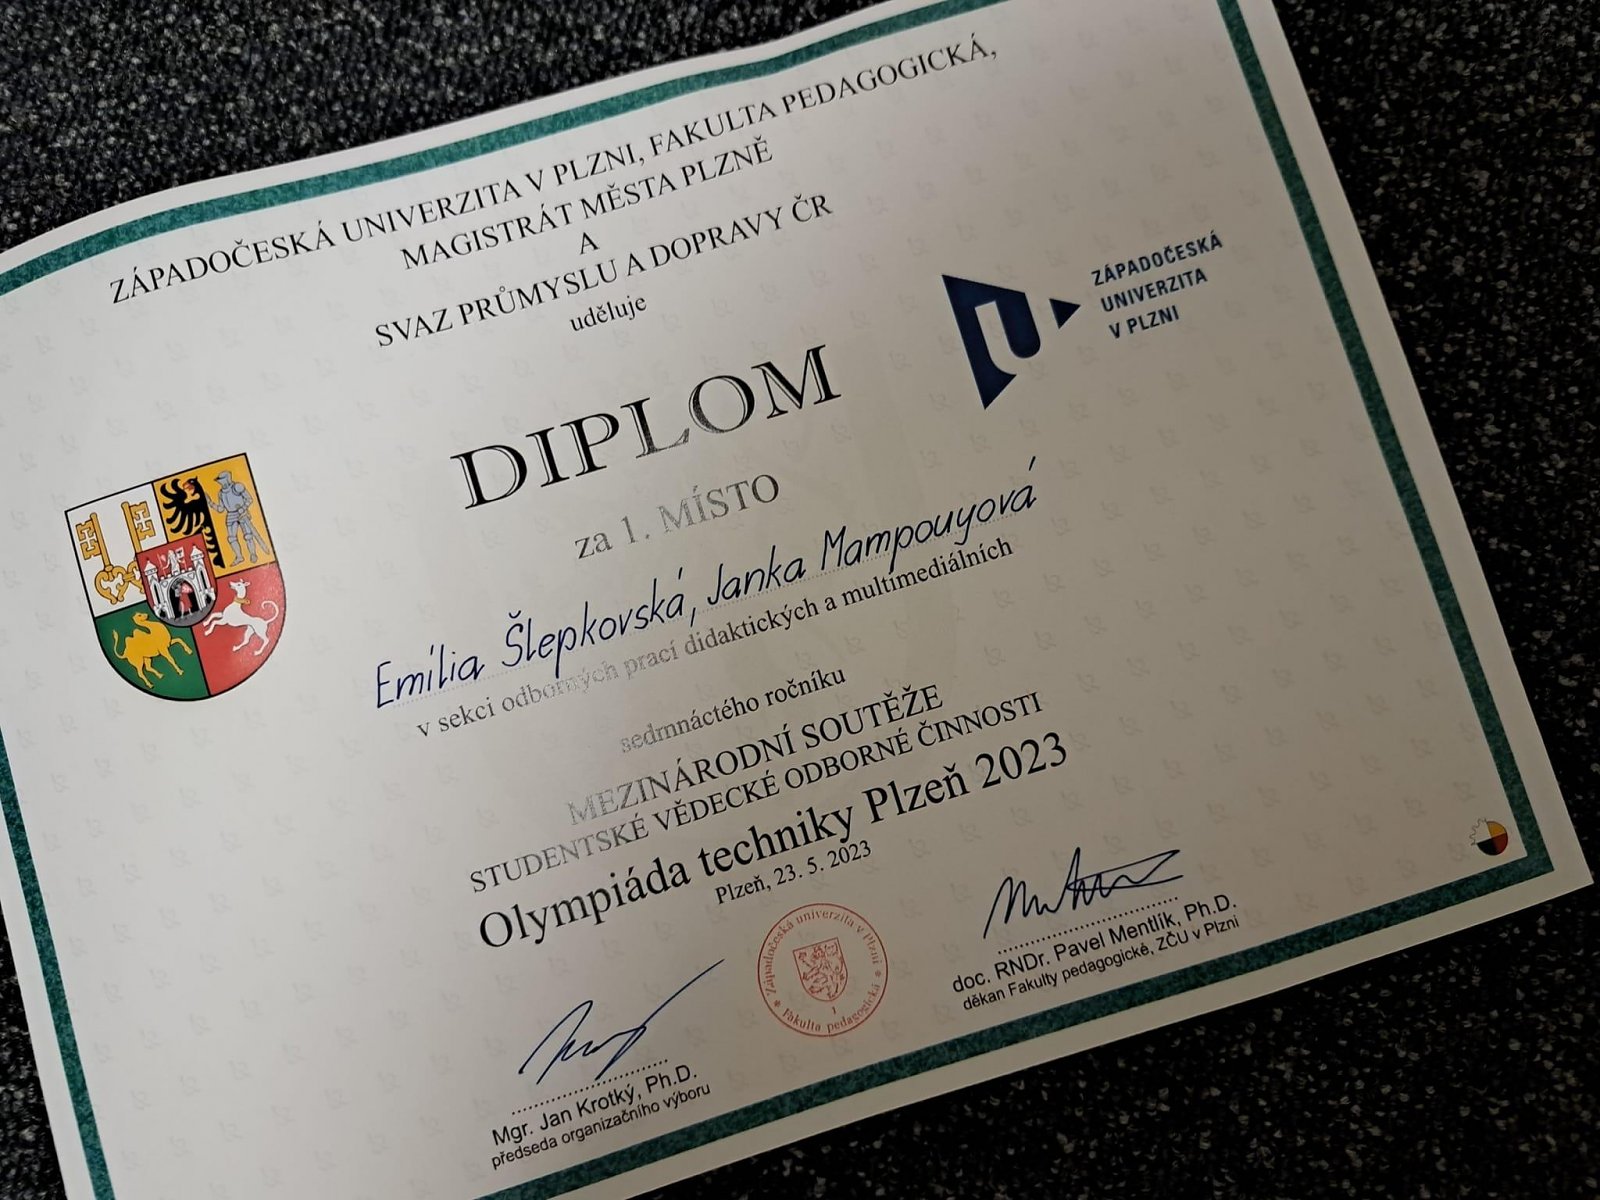 ZÁPADOČESKÁ UNIVERZITA V PLZNI, FAKULTA PEDAGOGICKÁ,
MAGISTRÁT MĚSTA PLZNĚ
A
SVAZ PRŮMYSLU A DOPRAVY ČR
uděluje
ZÁPADOČESKÁ
UNIVERZITA
V PLZNI
DIPLOM
za 1. MÍSTO
Emília Šlepkovská, Janka Mampouyová
v sekci odborných prací didaktických a multimediálních
sedmnáctého ročníku
MEZINÁRODNÍ SOUTĚŽE
STUDENTSKÉ VĚDECKÉ ODBORNÉ ČINNOSTI
Olympiáda techniky Plzeň 2023
Plzeň, 23. 5. 2023
Západočeská univerzita v Plzni
* Fakulta pedagogická *
1
doc. RNDr. Pavel Mentlík, Ph.D.
děkan Fakulty pedagogické, ZČU v Plzni
Mgr. Jan Krotký, Ph.D.
předseda organizačního výboru